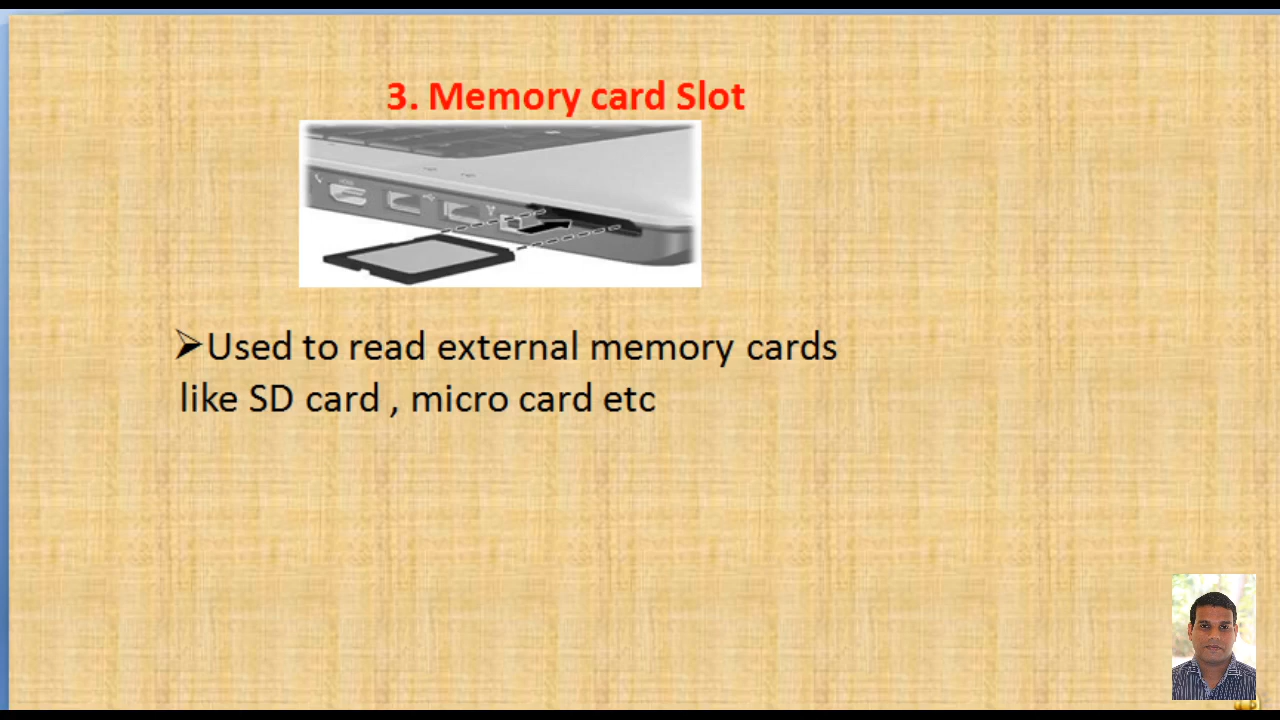 3. Memory card Slot
➢Used to read external memory cards
like SD card , micro card etc